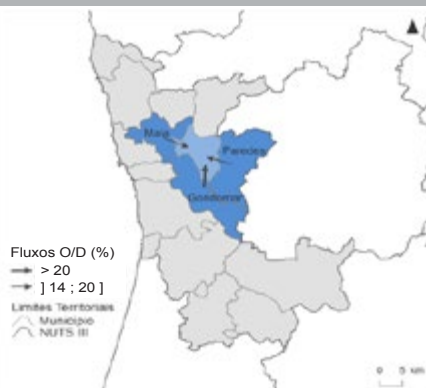 Maia
Paredes
Gondomar
Fluxos O/D (%)
> 20
] 14 ; 20 ]
Limites Territoriais
Município
NUTS III
0 5 km